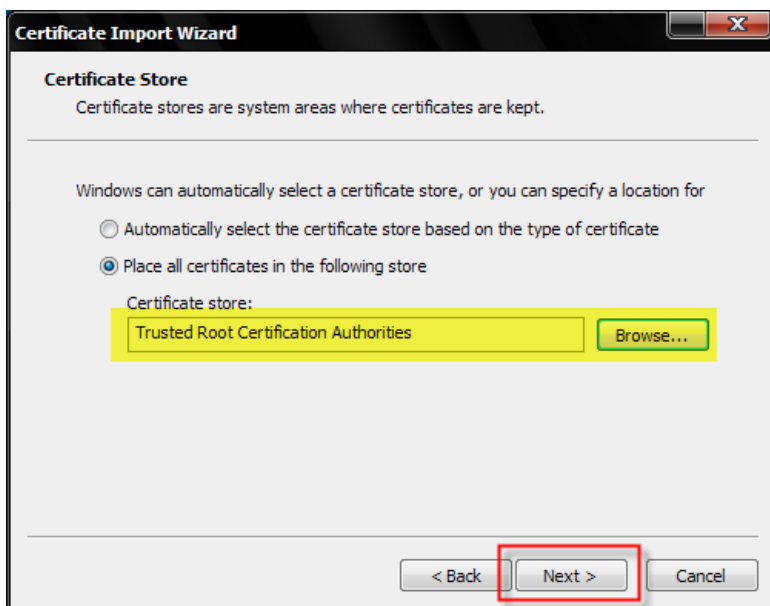 Certificate Import Wizard
Certificate Store
Certificate stores are system areas where certificates are kept.
Windows can automatically select a certificate store, or you can specify a location for
Automatically select the certificate store based on the type of certificate
Place all certificates in the following store
Certificate store:
Trusted Root Certification Authorities
Browse...
< Back
Next >
Cancel